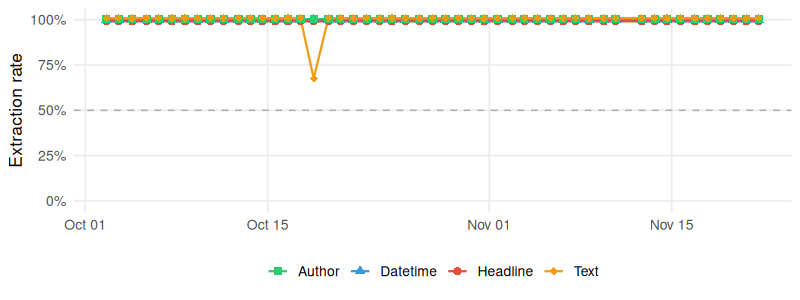 Extraction rate
100%
75%
50%
25%
0%
Oct 01 Oct 15 Nov 01 Nov 15
Author Datetime Headline Text